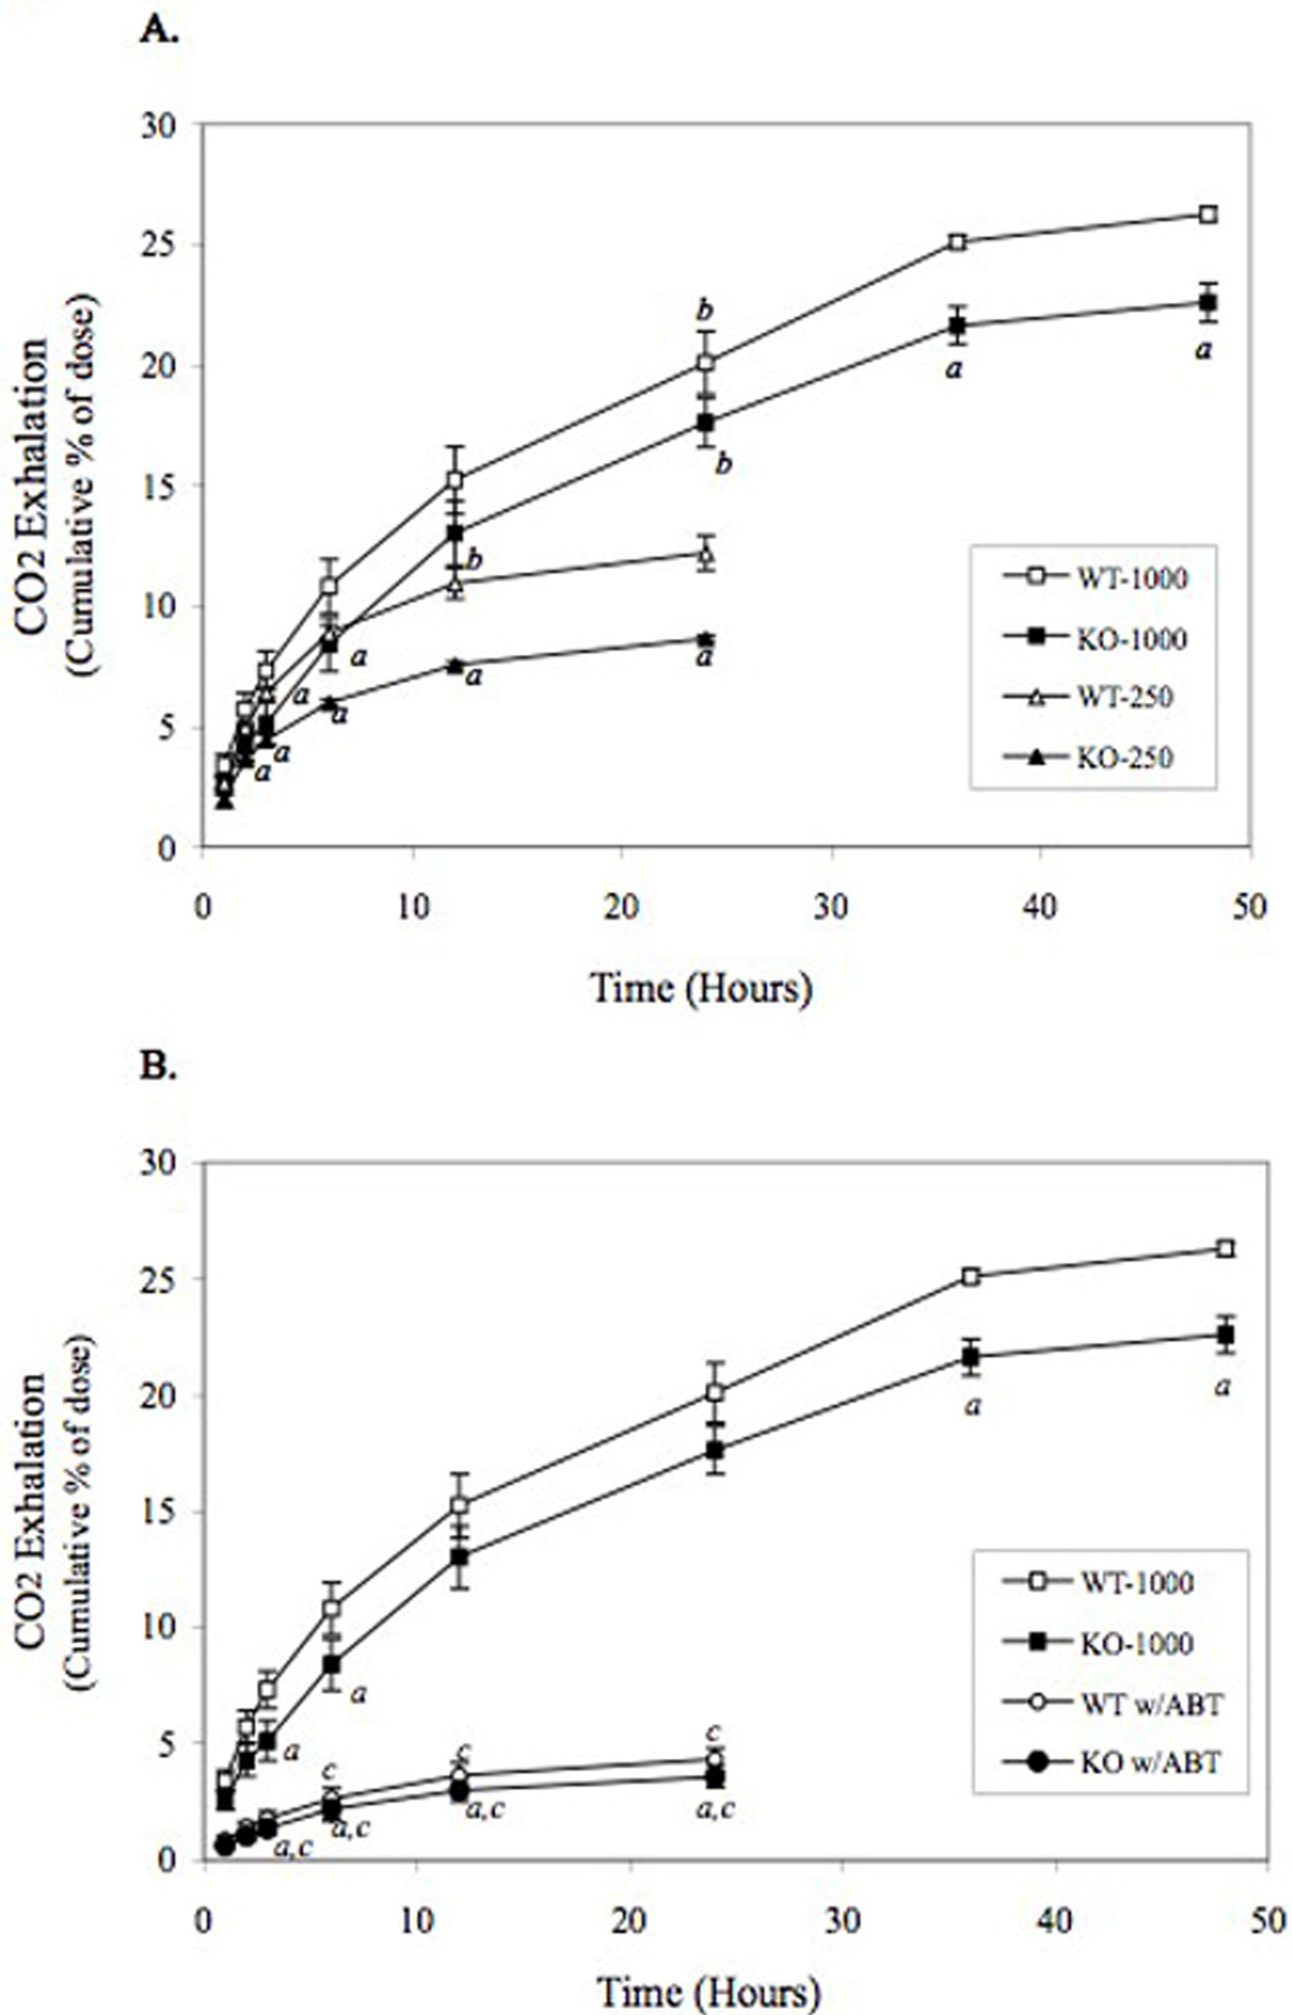 A.
CO2 Exhalation
(Cumulative % of dose)
30
25
20
15
10
5
0
b
b
a
a
b
a
a
a
a
a
a
a
WT-1000
KO-1000
WT-250
KO-250
0 10 20 30 40 50
Time (Hours)
B.
CO2 Exhalation
(Cumulative % of dose)
30
25
20
15
10
5
0
a
a
a
a
c
c
c
a,c
a,c
a,c
a,c
WT-1000
KO-1000
WT w/ABT
KO w/ABT
0 10 20 30 40 50
Time (Hours)